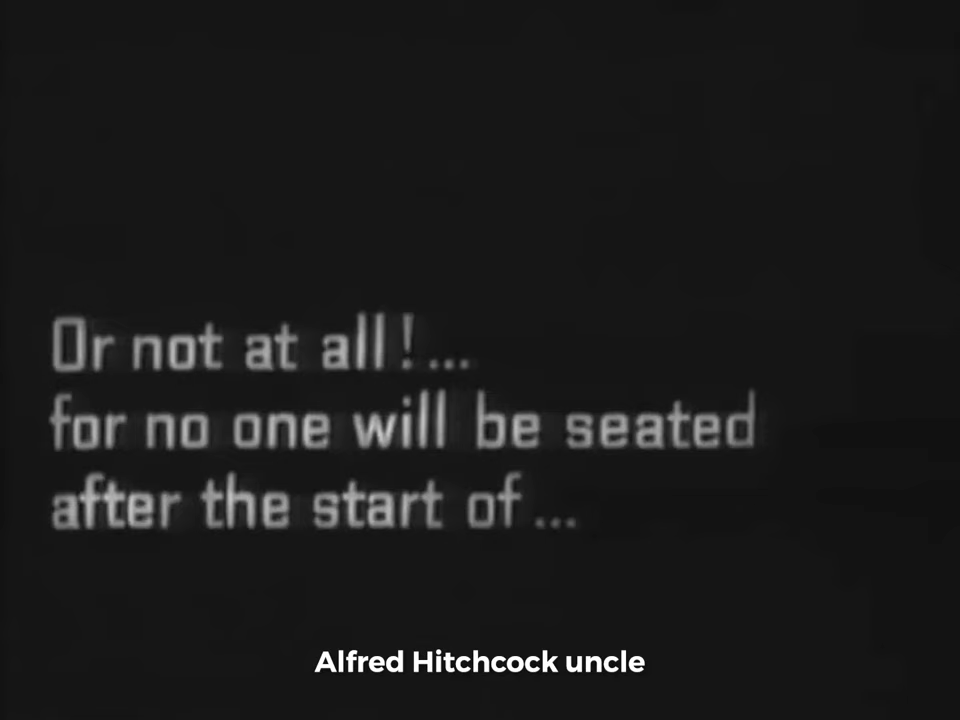 Or not at all!...
for no one will be seated
after the start of...
Alfred Hitchcock uncle